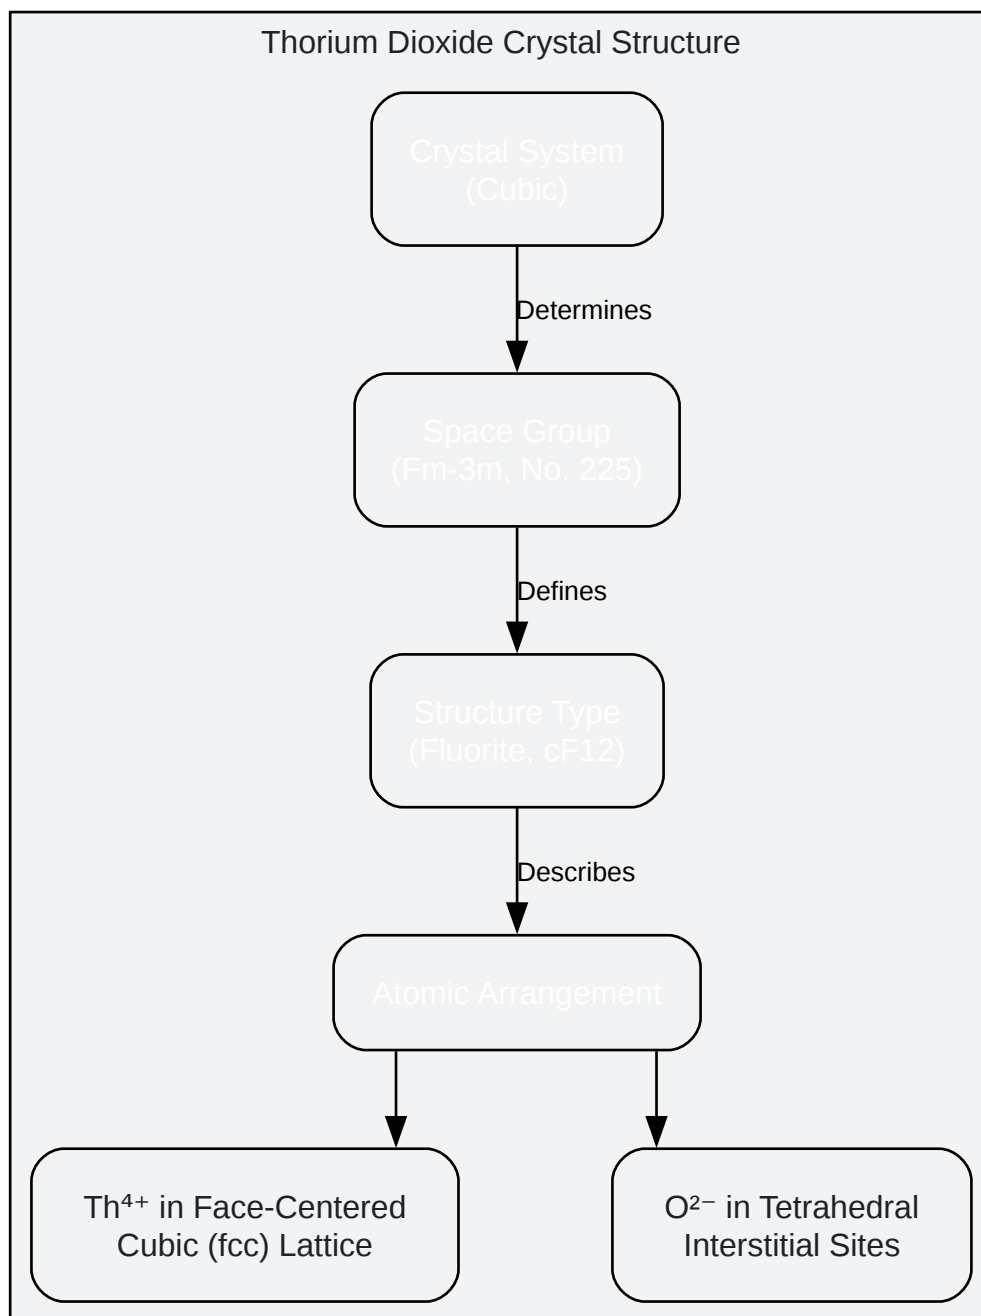 Thorium Dioxide Crystal Structure
Crystal System
(Cubic)
Determines
Space Group
(Fm-3m, No. 225)
Defines
Structure Type
(Fluorite, cF12)
Describes
Atomic Arrangement
Th⁴⁺ in Face-Centered
Cubic (fcc) Lattice
O²⁻ in Tetrahedral
Interstitial Sites